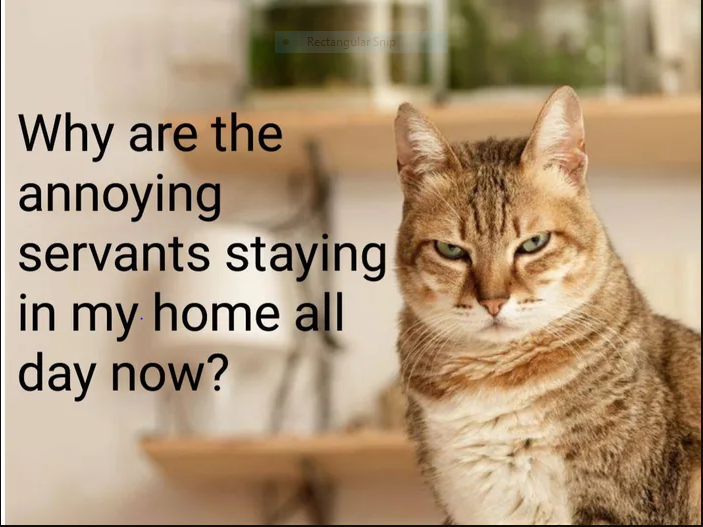 Rectangular Snip
Why are the
annoying
servants staying
in my home all
day now?